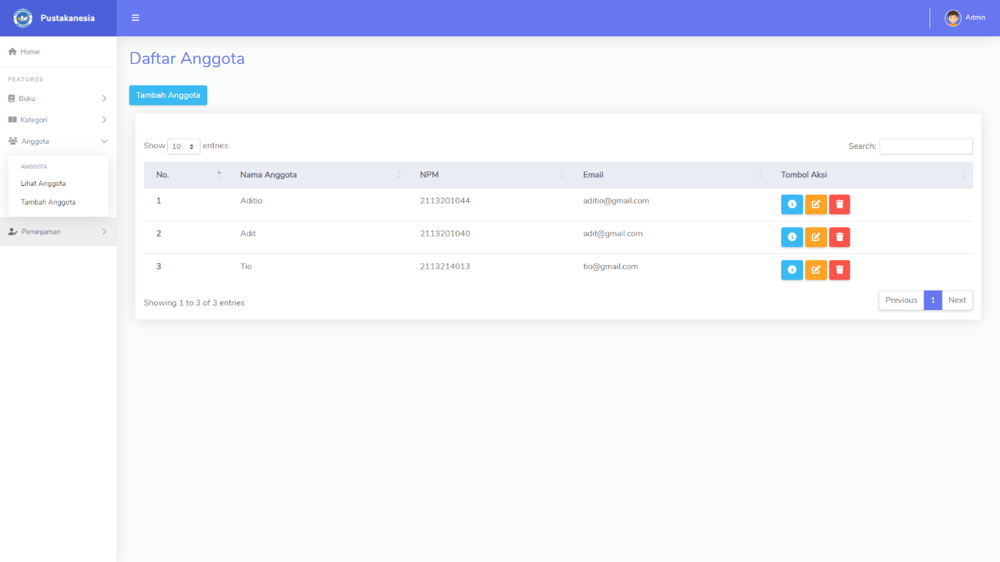 Pustakanesia
Admin
Home
FEATURES
Buku
Kategori
Anggota
ANGGOTA
Lihat Anggota
Tambah Anggota
Peminjaman
Daftar Anggota
Tambah Anggota
Show 10 entries
Search:
No. Nama Anggota NPM Email Tombol Aksi
1 Aditio 2113201044 aditio@gmail.com
2 Adit 2113201040 adit@gmail.com
3 Tio 2113214013 tio@gmail.com
Showing 1 to 3 of 3 entries
Previous 1 Next